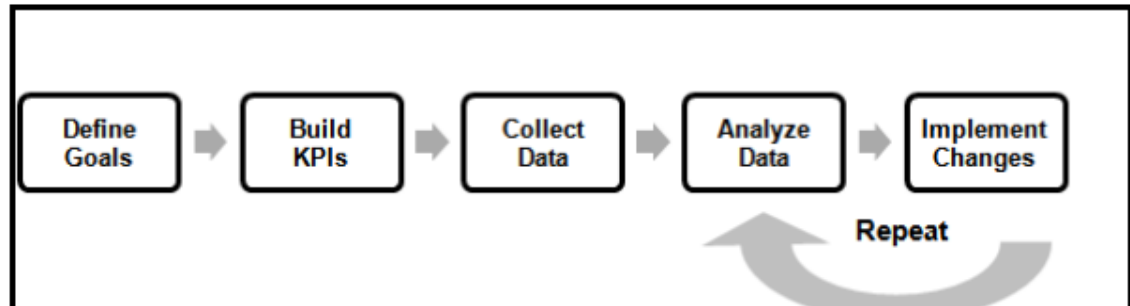 Define
Goals
Build
KPIs
Collect
Data
Analyze
Data
Implement
Changes
Repeat